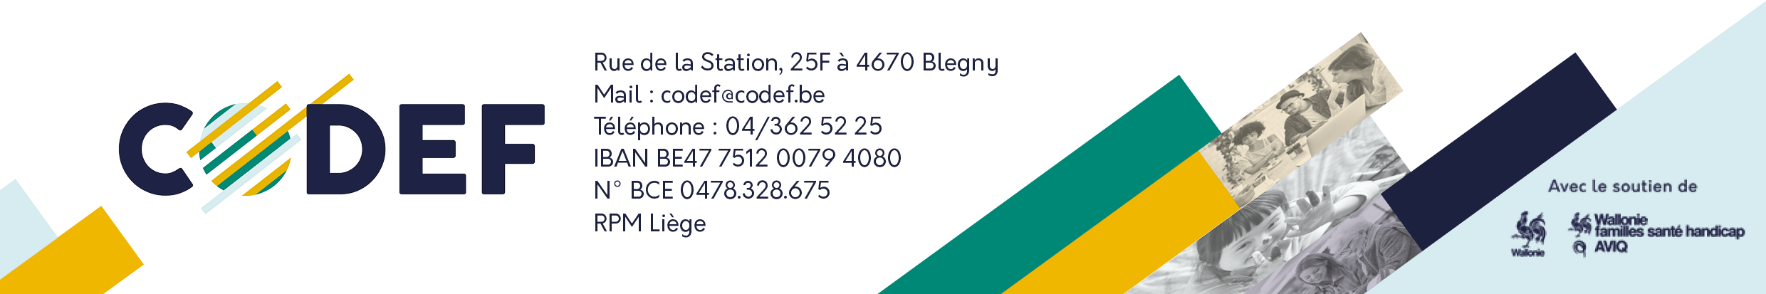 CODEF
Rue de la Station, 25F à 4670 Blegny
Mail : codef@codef.be
Téléphone : 04/362 52 25
IBAN BE47 7512 0079 4080
N° BCE 0478.328.675
RPM Liège
Avec le soutien de
Wallonie
Wallonie
familles santé handicap
AVIQ